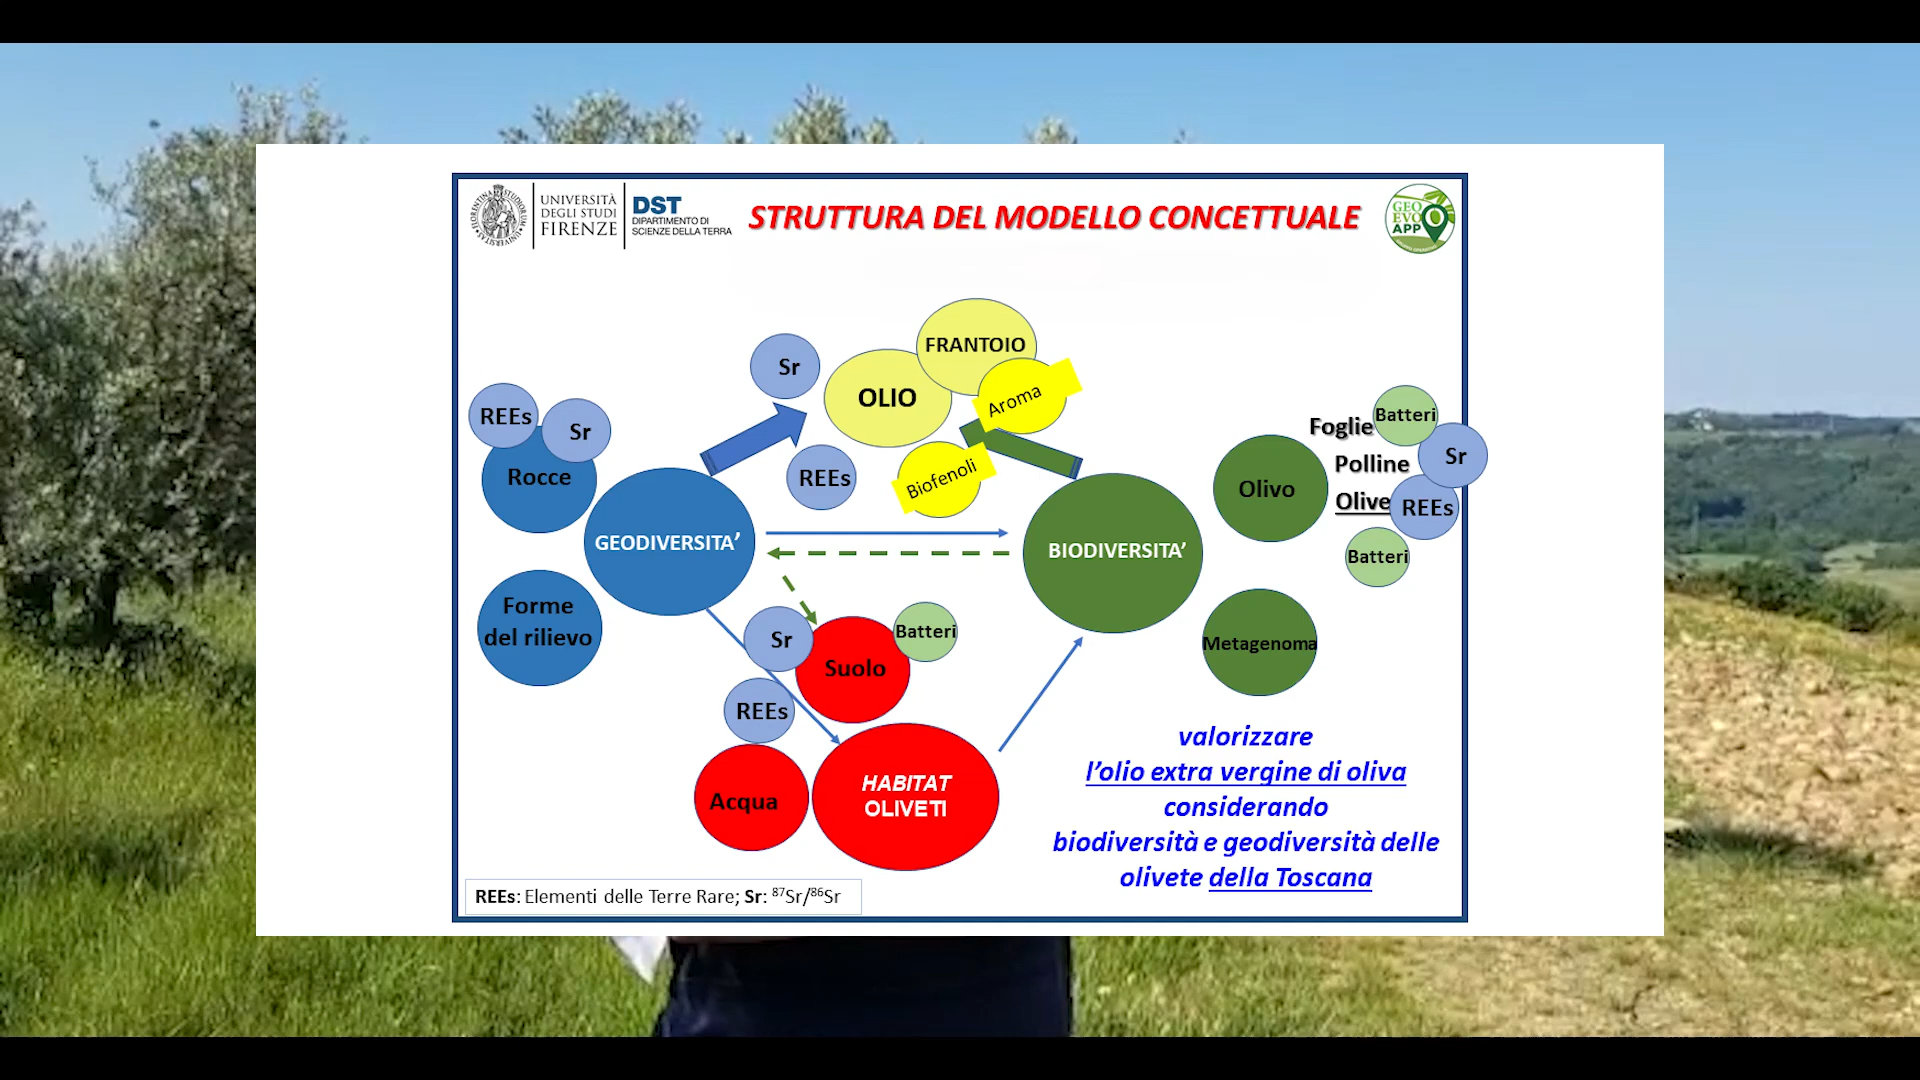 UNIVERSITÀ
DEGLI STUDI
FIRENZE
DST
DIPARTIMENTO DI
SCIENZE DELLA TERRA
STRUTTURA DEL MODELLO CONCETTUALE
GEO
EVO
APP
FRANTOIO
Sr
OLIO
Aroma
REEs
Sr
Rocce
REEs
Biofenoli
Foglie
Batteri
Polline
Sr
Olive
REEs
Batteri
Olivo
GEODIVERSITA’
BIODIVERSITA’
Forme
del rilievo
Sr
Batteri
Suolo
Metagenoma
REEs
Acqua
HABITAT
OLIVETI
valorizzare
l’olio extra vergine di oliva
considerando
biodiversità e geodiversità delle
olivete della Toscana
REEs: Elementi delle Terre Rare; Sr: ⁸⁷Sr/⁸⁶Sr